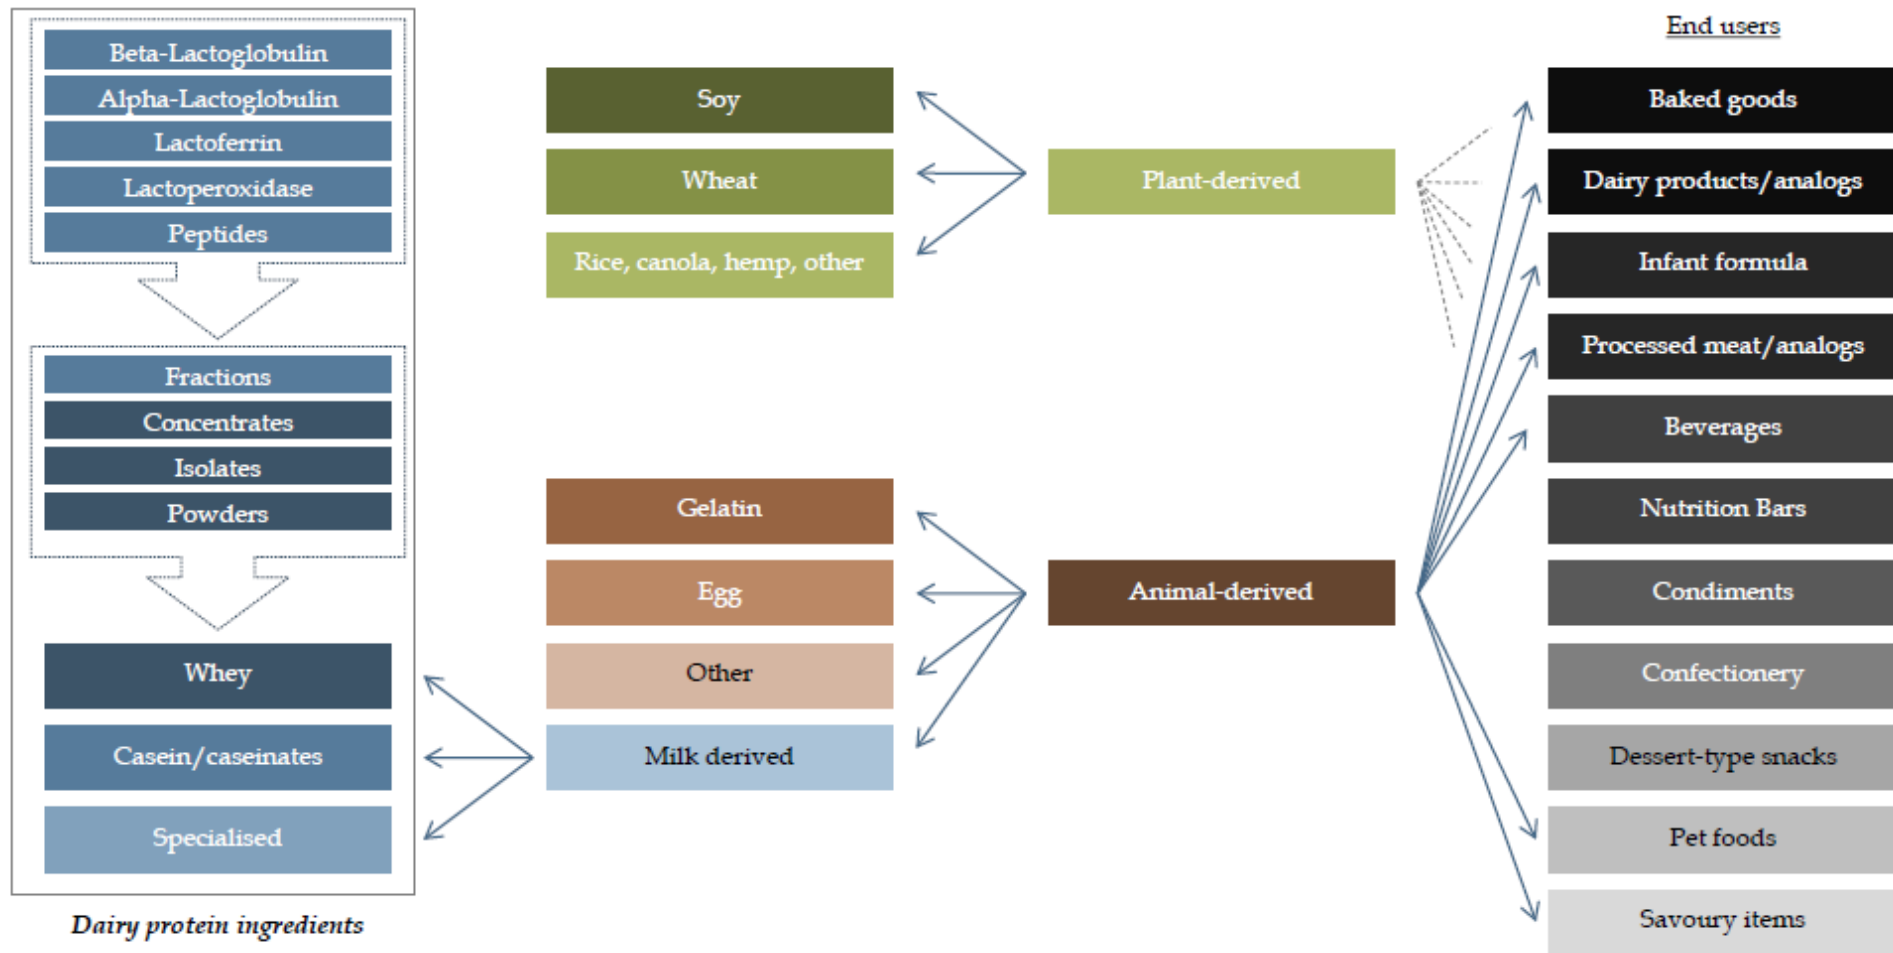 Beta-Lactoglobulin
Alpha-Lactoglobulin
Lactoferrin
Lactoperoxidase
Peptides
Fractions
Concentrates
Isolates
Powders
Whey
Casein/caseinates
Specialised
Dairy protein ingredients
Soy
Wheat
Rice, canola, hemp, other
Gelatin
Egg
Other
Milk derived
Plant-derived
Animal-derived
End users
Baked goods
Dairy products/analogs
Infant formula
Processed meat/analogs
Beverages
Nutrition Bars
Condiments
Confectionery
Dessert-type snacks
Pet foods
Savoury items